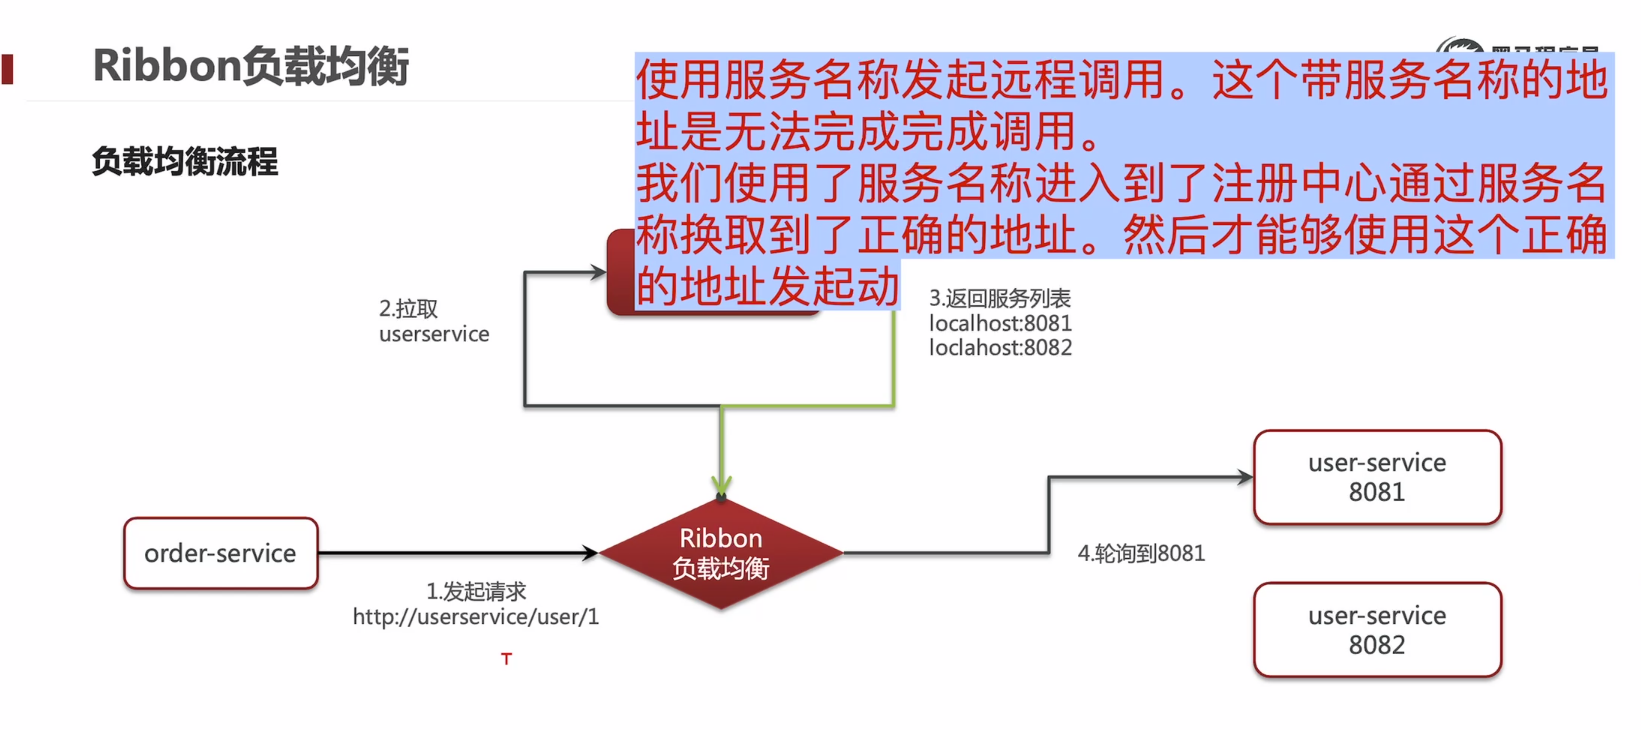 Ribbon负载均衡
使用服务名称发起远程调用。这个带服务名称的地
址是无法完成完成调用。
我们使用了服务名称进入到了注册中心通过服务名
称换取到了正确的地址。然后才能够使用这个正确
的地址发起动
负载均衡流程
2.拉取
userservice
3.返回服务列表
localhost:8081
loclahost:8082
order-service
1.发起请求
http://userservice/user/1
Ribbon
负载均衡
4.轮询到8081
user-service
8081
user-service
8082